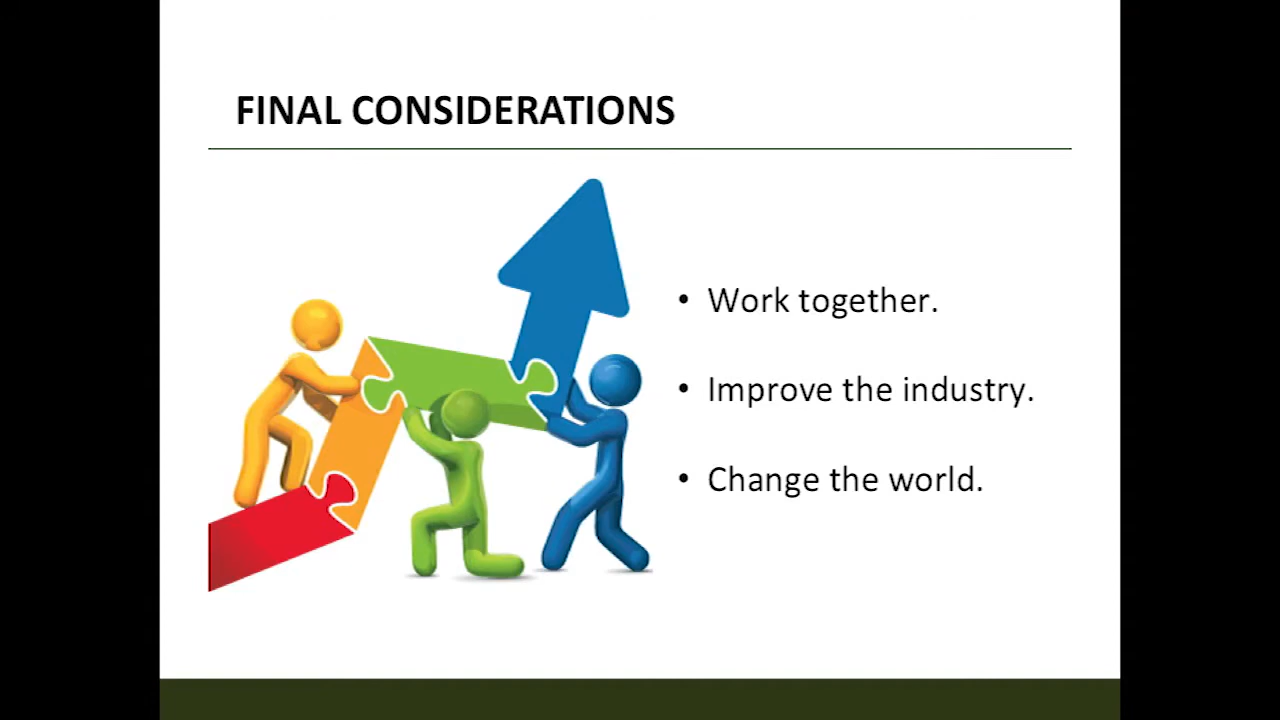 FINAL CONSIDERATIONS
• Work together.
• Improve the industry.
• Change the world.